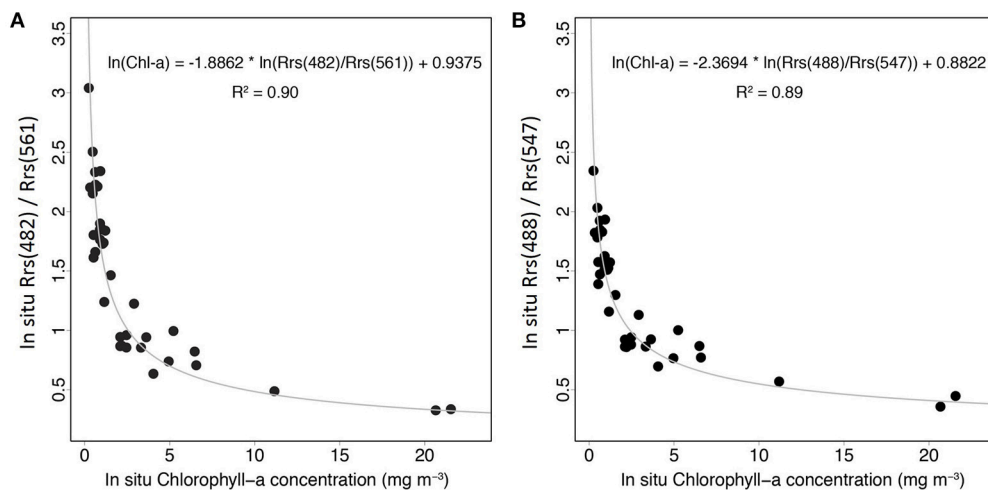 A
ln(Chl-a) = -1.8862 * ln(Rrs(482)/Rrs(561)) + 0.9375
R² = 0.90
In situ Rrs(482) / Rrs(561)
3.5
3
2.5
2
1.5
1
0.5
0
5
10
15
20
In situ Chlorophyll−a concentration (mg m⁻³)
B
ln(Chl-a) = -2.3694 * ln(Rrs(488)/Rrs(547)) + 0.8822
R² = 0.89
In situ Rrs(488) / Rrs(547)
3.5
3
2.5
2
1.5
1
0.5
0
5
10
15
20
In situ Chlorophyll−a concentration (mg m⁻³)